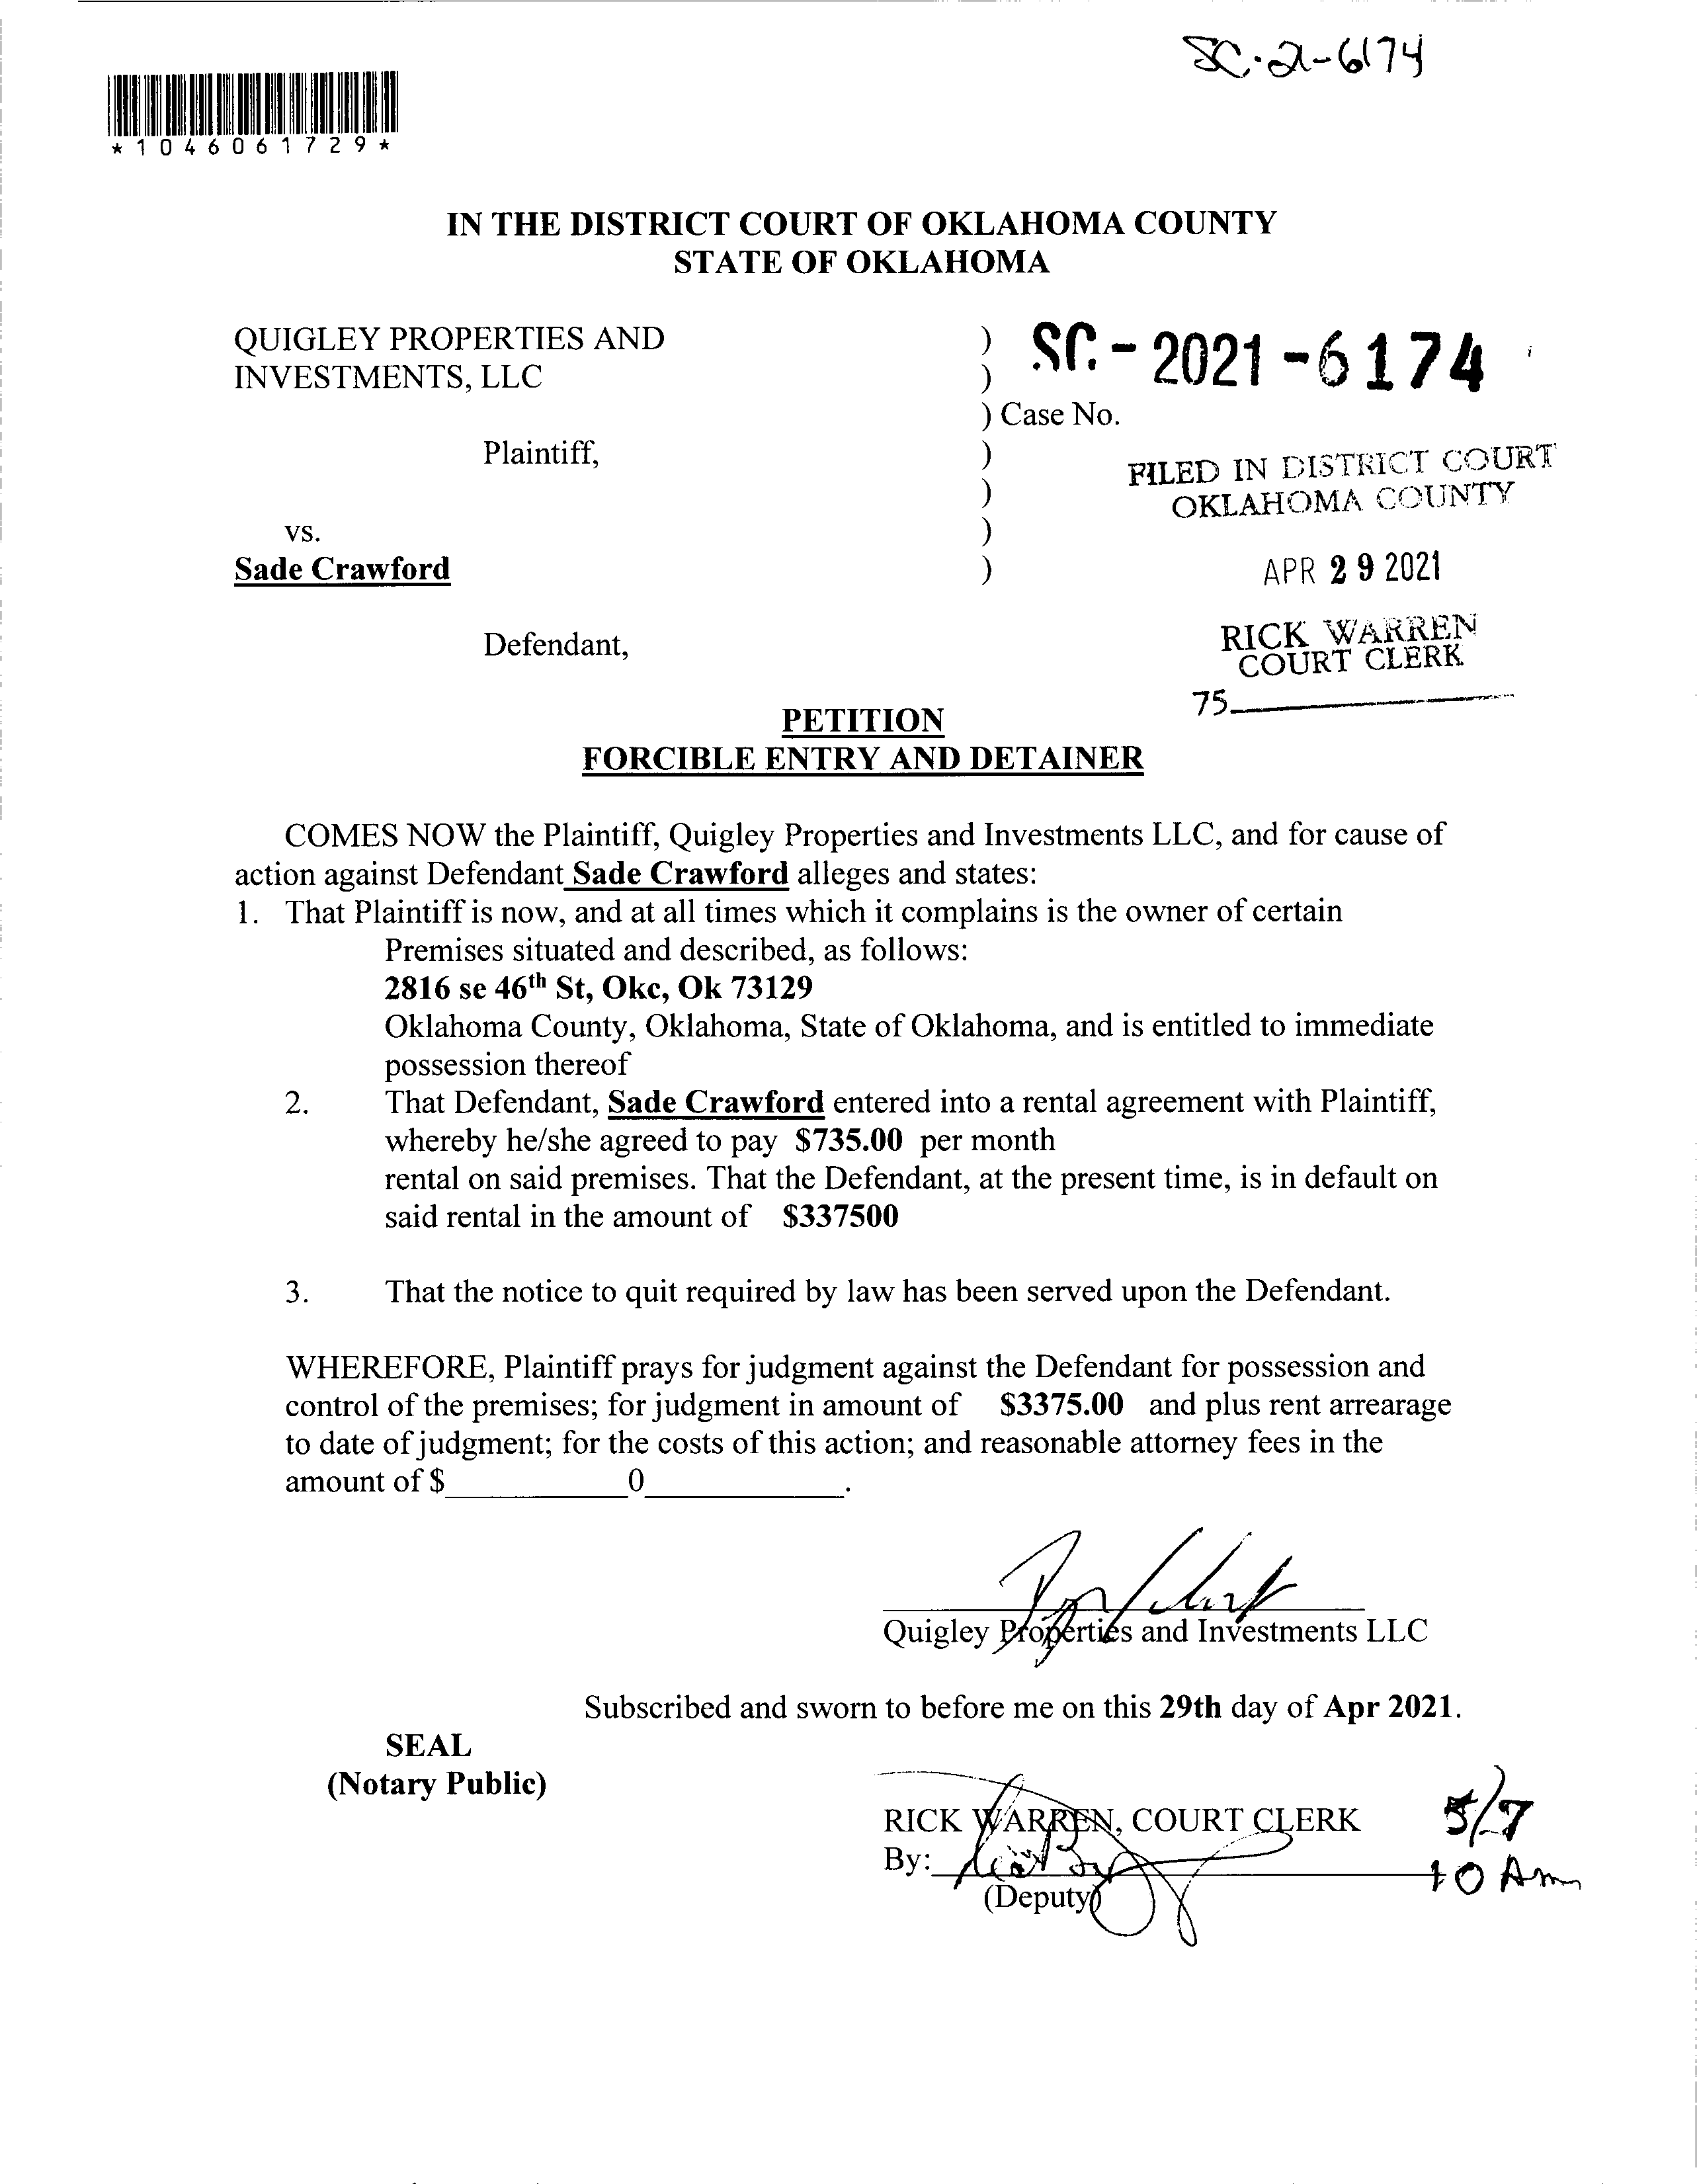 SC-21-6174
*1046061729*
IN THE DISTRICT COURT OF OKLAHOMA COUNTY
STATE OF OKLAHOMA
QUIGLEY PROPERTIES AND
INVESTMENTS, LLC
Plaintiff,
vs.
Sade Crawford
Defendant,
)
)
) Case No.
)
)
)
)
SC - 2021 - 6174
FILED IN DISTRICT COURT
OKLAHOMA COUNTY
APR 29 2021
RICK WARREN
COURT CLERK
75
PETITION
FORCIBLE ENTRY AND DETAINER
COMES NOW the Plaintiff, Quigley Properties and Investments LLC, and for cause of
action against Defendant Sade Crawford alleges and states:
1. That Plaintiff is now, and at all times which it complains is the owner of certain
Premises situated and described, as follows:
2816 se 46th St, Okc, Ok 73129
Oklahoma County, Oklahoma, State of Oklahoma, and is entitled to immediate
possession thereof
2. That Defendant, Sade Crawford entered into a rental agreement with Plaintiff,
whereby he/she agreed to pay $735.00 per month
rental on said premises. That the Defendant, at the present time, is in default on
said rental in the amount of $337500
3. That the notice to quit required by law has been served upon the Defendant.
WHEREFORE, Plaintiff prays for judgment against the Defendant for possession and
control of the premises; for judgment in amount of $3375.00 and plus rent arrearage
to date of judgment; for the costs of this action; and reasonable attorney fees in the
amount of $____________0_____________.
Quigley Properties and Investments LLC
Subscribed and sworn to before me on this 29th day of Apr 2021.
SEAL
(Notary Public)
RICK WARREN, COURT CLERK
By:
(Deputy)
5/7
10 Am